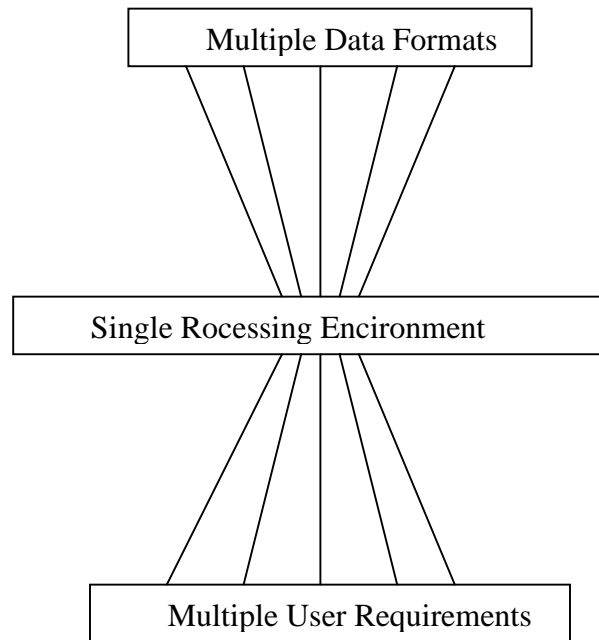 Multiple Data Formats
Single Rocessing Encironment
Multiple User Requirements